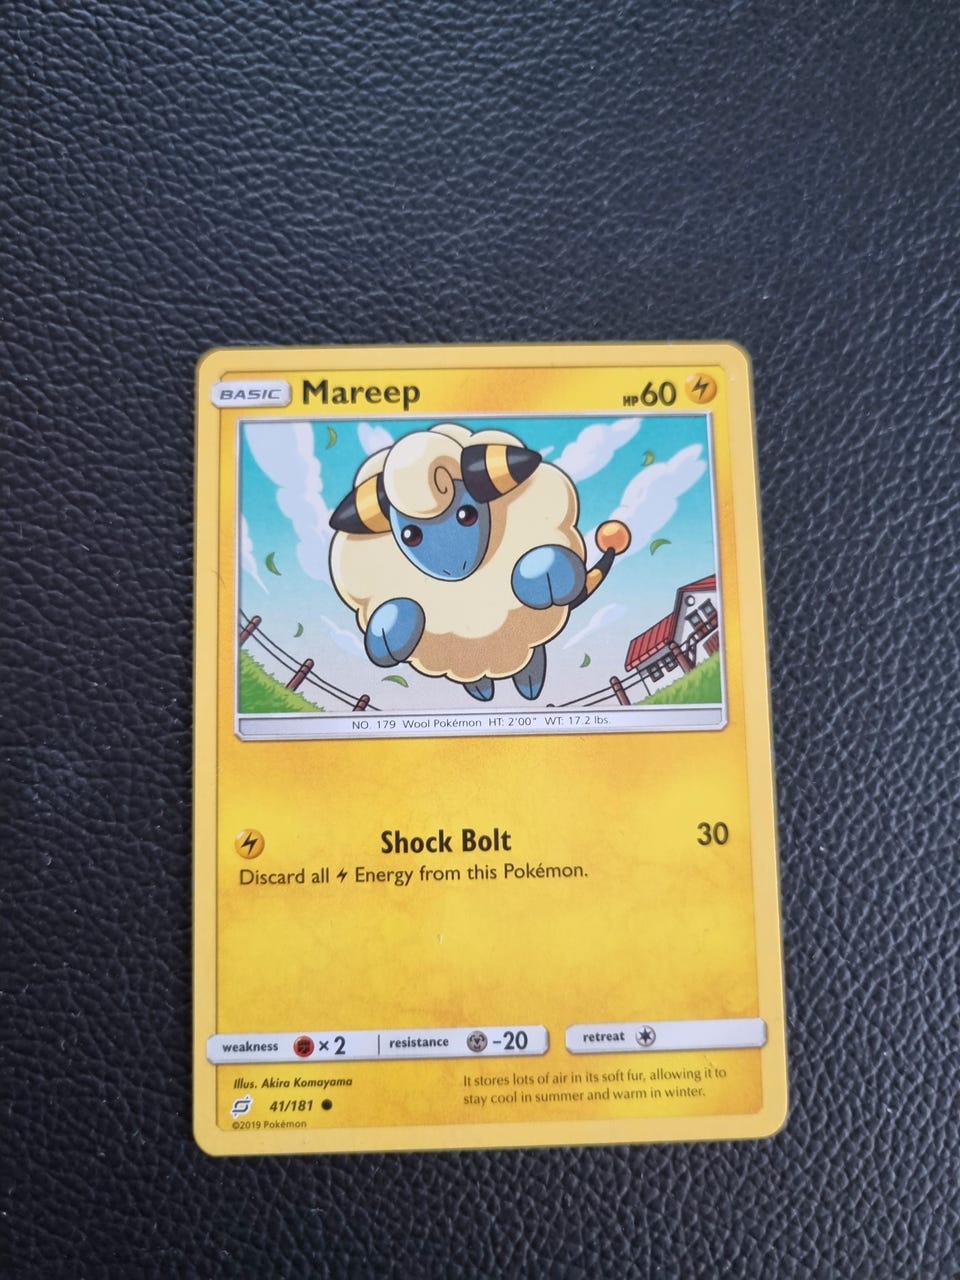 BASIC Mareep HP60
NO. 179 Wool Pokémon HT: 2'00" WT: 17.2 lbs.
Shock Bolt 30
Discard all Energy from this Pokémon.
weakness × 2 resistance -20 retreat
Illus. Akira Komayama
41/181
©2019 Pokémon
It stores lots of air in its soft fur, allowing it to
stay cool in summer and warm in winter.